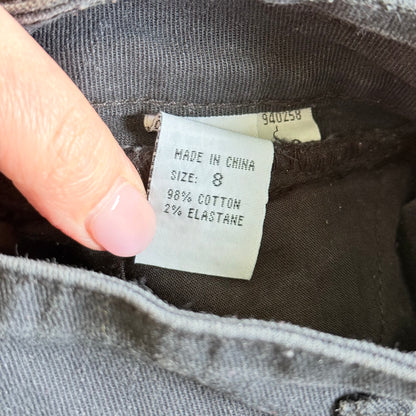 940258
MADE IN CHINA
SIZE: 8
98% COTTON
2% ELASTANE